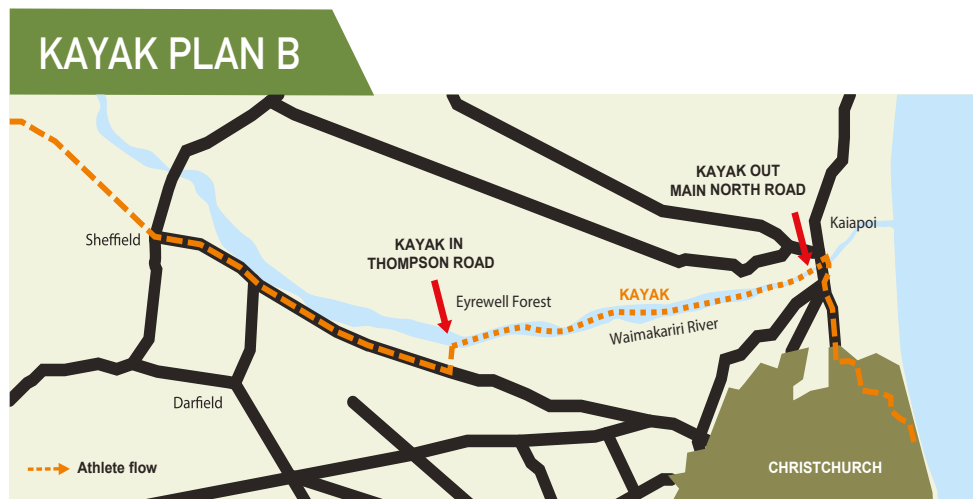 KAYAK PLAN B
KAYAK OUT
MAIN NORTH ROAD
Kaiapoi
Sheffield
KAYAK IN
THOMPSON ROAD
Eyrewell Forest
KAYAK
Waimakariri River
Darfield
Athlete flow
CHRISTCHURCH